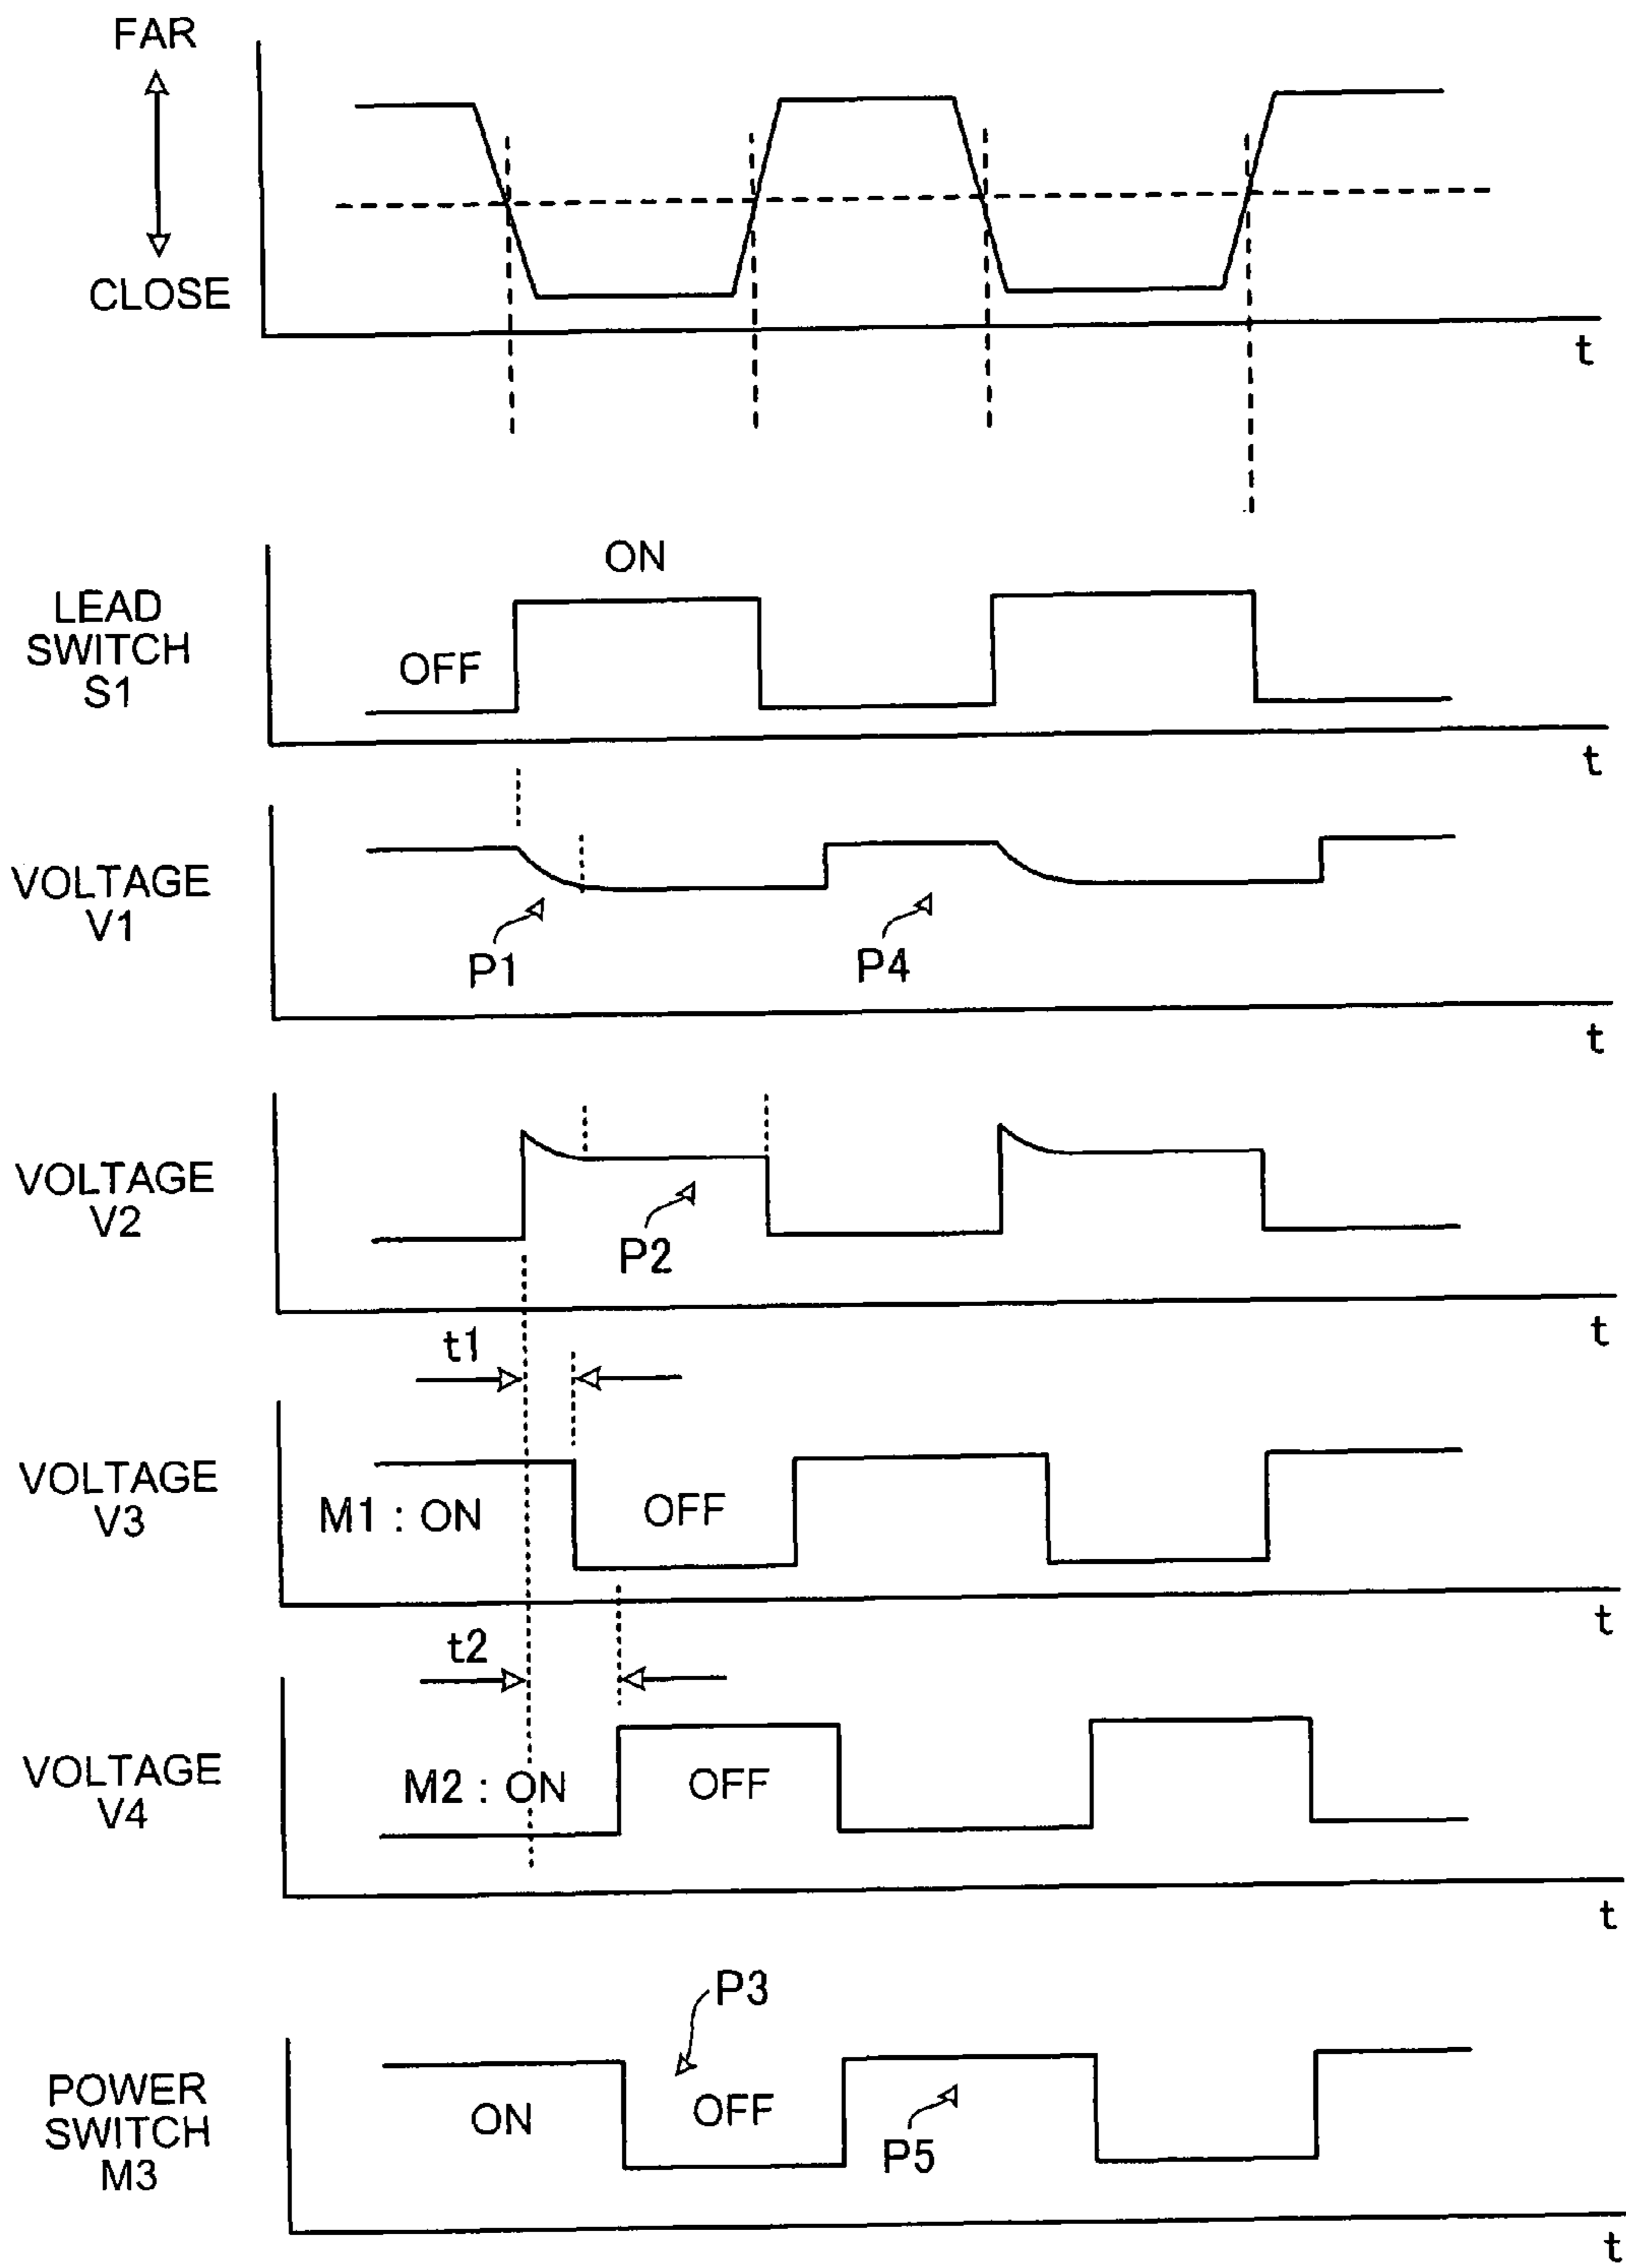 FAR
CLOSE
t
LEAD
SWITCH
S1
OFF
ON
t
VOLTAGE
V1
P1
P4
t
VOLTAGE
V2
P2
t
t1
VOLTAGE
V3
M1 : ON
OFF
t
t2
VOLTAGE
V4
M2 : ON
OFF
t
POWER
SWITCH
M3
ON
P3
OFF
P5
t